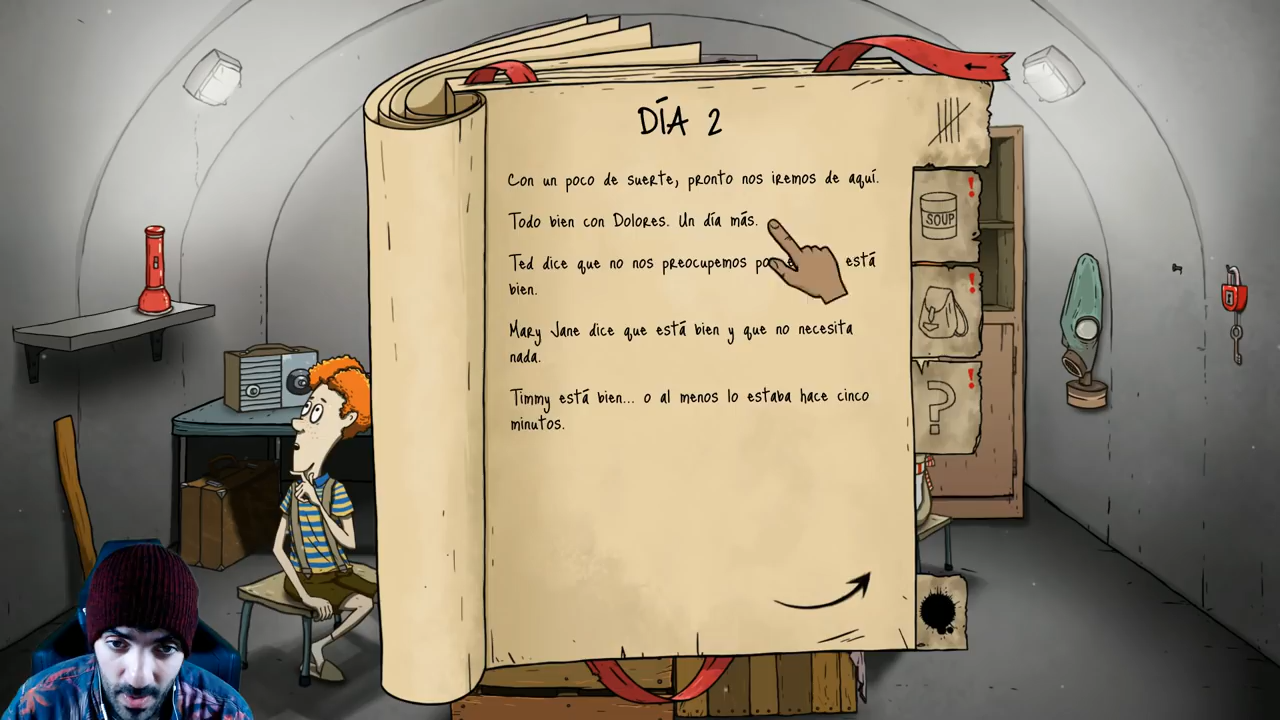 DÍA 2
Con un poco de suerte, pronto nos iremos de aquí.
Todo bien con Dolores. Un día más.
Ted dice que no nos preocupemos está
bien.
Mary Jane dice que está bien y que no necesita
nada.
Timmy está bien... o al menos lo estaba hace cinco
minutos.
SOUP
!
!
!
?